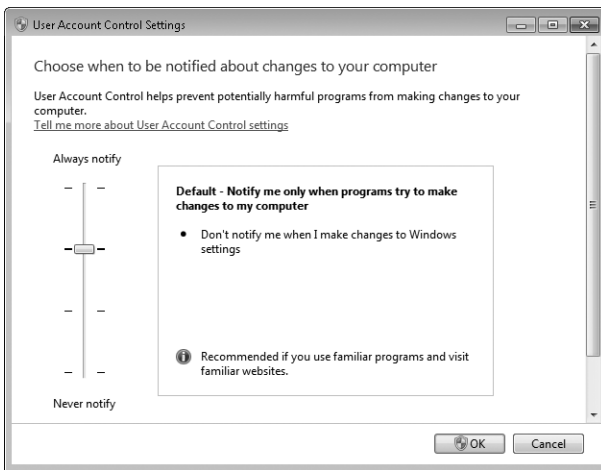 User Account Control Settings
Choose when to be notified about changes to your computer
User Account Control helps prevent potentially harmful programs from making changes to your
computer.
Tell me more about User Account Control settings
Always notify
Default - Notify me only when programs try to make
changes to my computer
• Don't notify me when I make changes to Windows
settings
Recommended if you use familiar programs and visit
familiar websites.
Never notify
OK Cancel